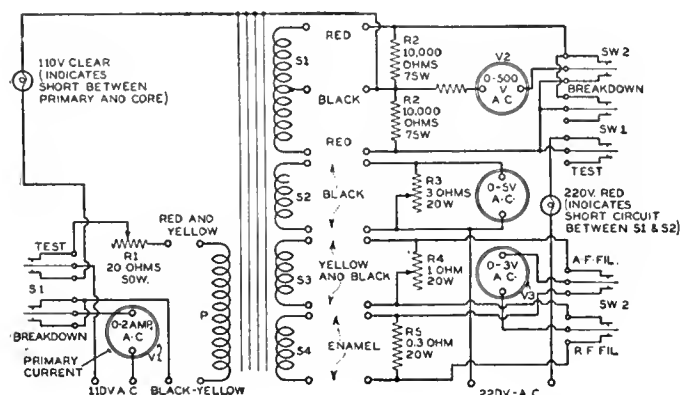 110V CLEAR
(INDICATES
SHORT BETWEEN
PRIMARY AND CORE)
RED
S1
BLACK
RED
R2
10,000
OHMS
75W
R2
10,000
OHMS
75W
V2
0-500
V
A-C
SW 2
BREAKDOWN
SW 1
TEST
S2
BLACK
R3
3 OHMS
20W
0-5V
A-C-
220V. RED
(INDICATES
SHORT CIRCUIT
BETWEEN S1 & S2)
RED AND
YELLOW
TEST
R1
20 OHMS
50W.
S1
BREAKDOWN
0-2AMP.
A-C
V1
PRIMARY
CURRENT
110V A C
BLACK-YELLOW
P
S3
YELLOW
AND BLACK
R4
1 OHM
20W
0-3V
A-C-
V3
A-F-FIL.
SW 2
R-F FIL-
S4
ENAMEL
R5
0.3 OHM
20W
220V-A.C.